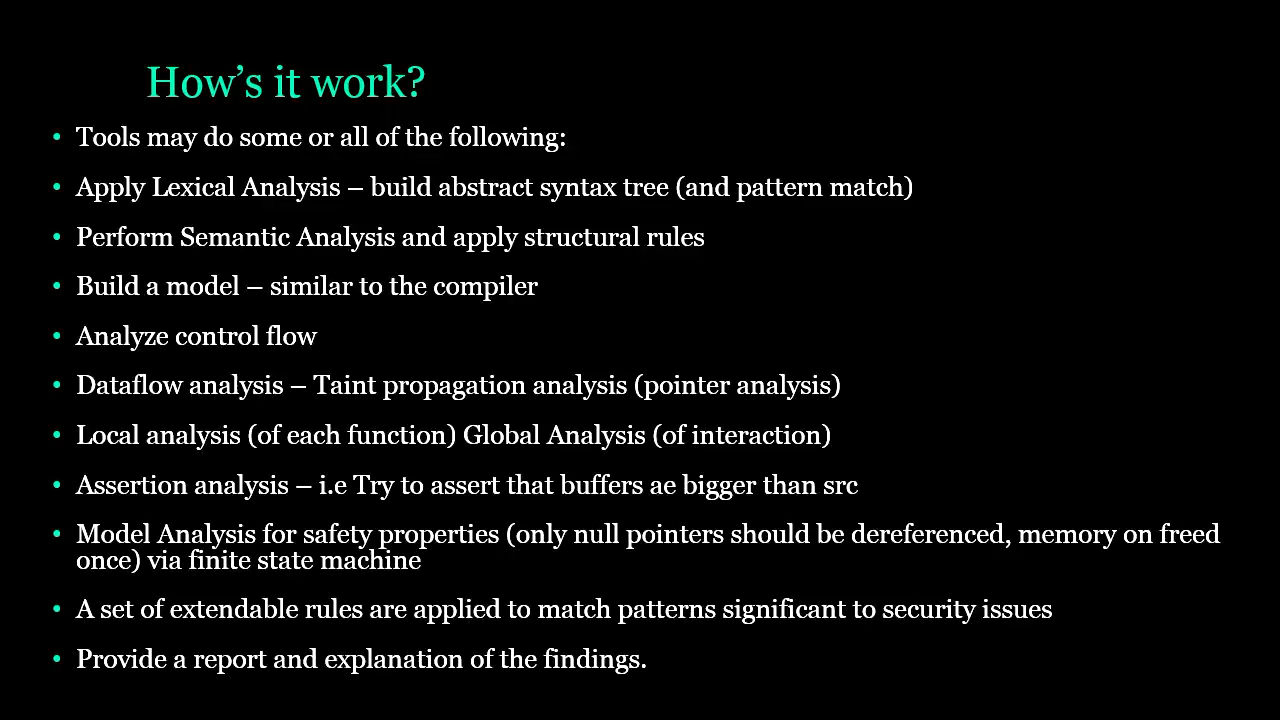 How’s it work?
• Tools may do some or all of the following:
• Apply Lexical Analysis – build abstract syntax tree (and pattern match)
• Perform Semantic Analysis and apply structural rules
• Build a model – similar to the compiler
• Analyze control flow
• Dataflow analysis – Taint propagation analysis (pointer analysis)
• Local analysis (of each function) Global Analysis (of interaction)
• Assertion analysis – i.e Try to assert that buffers ae bigger than src
• Model Analysis for safety properties (only null pointers should be dereferenced, memory on freed
once) via finite state machine
• A set of extendable rules are applied to match patterns significant to security issues
• Provide a report and explanation of the findings.